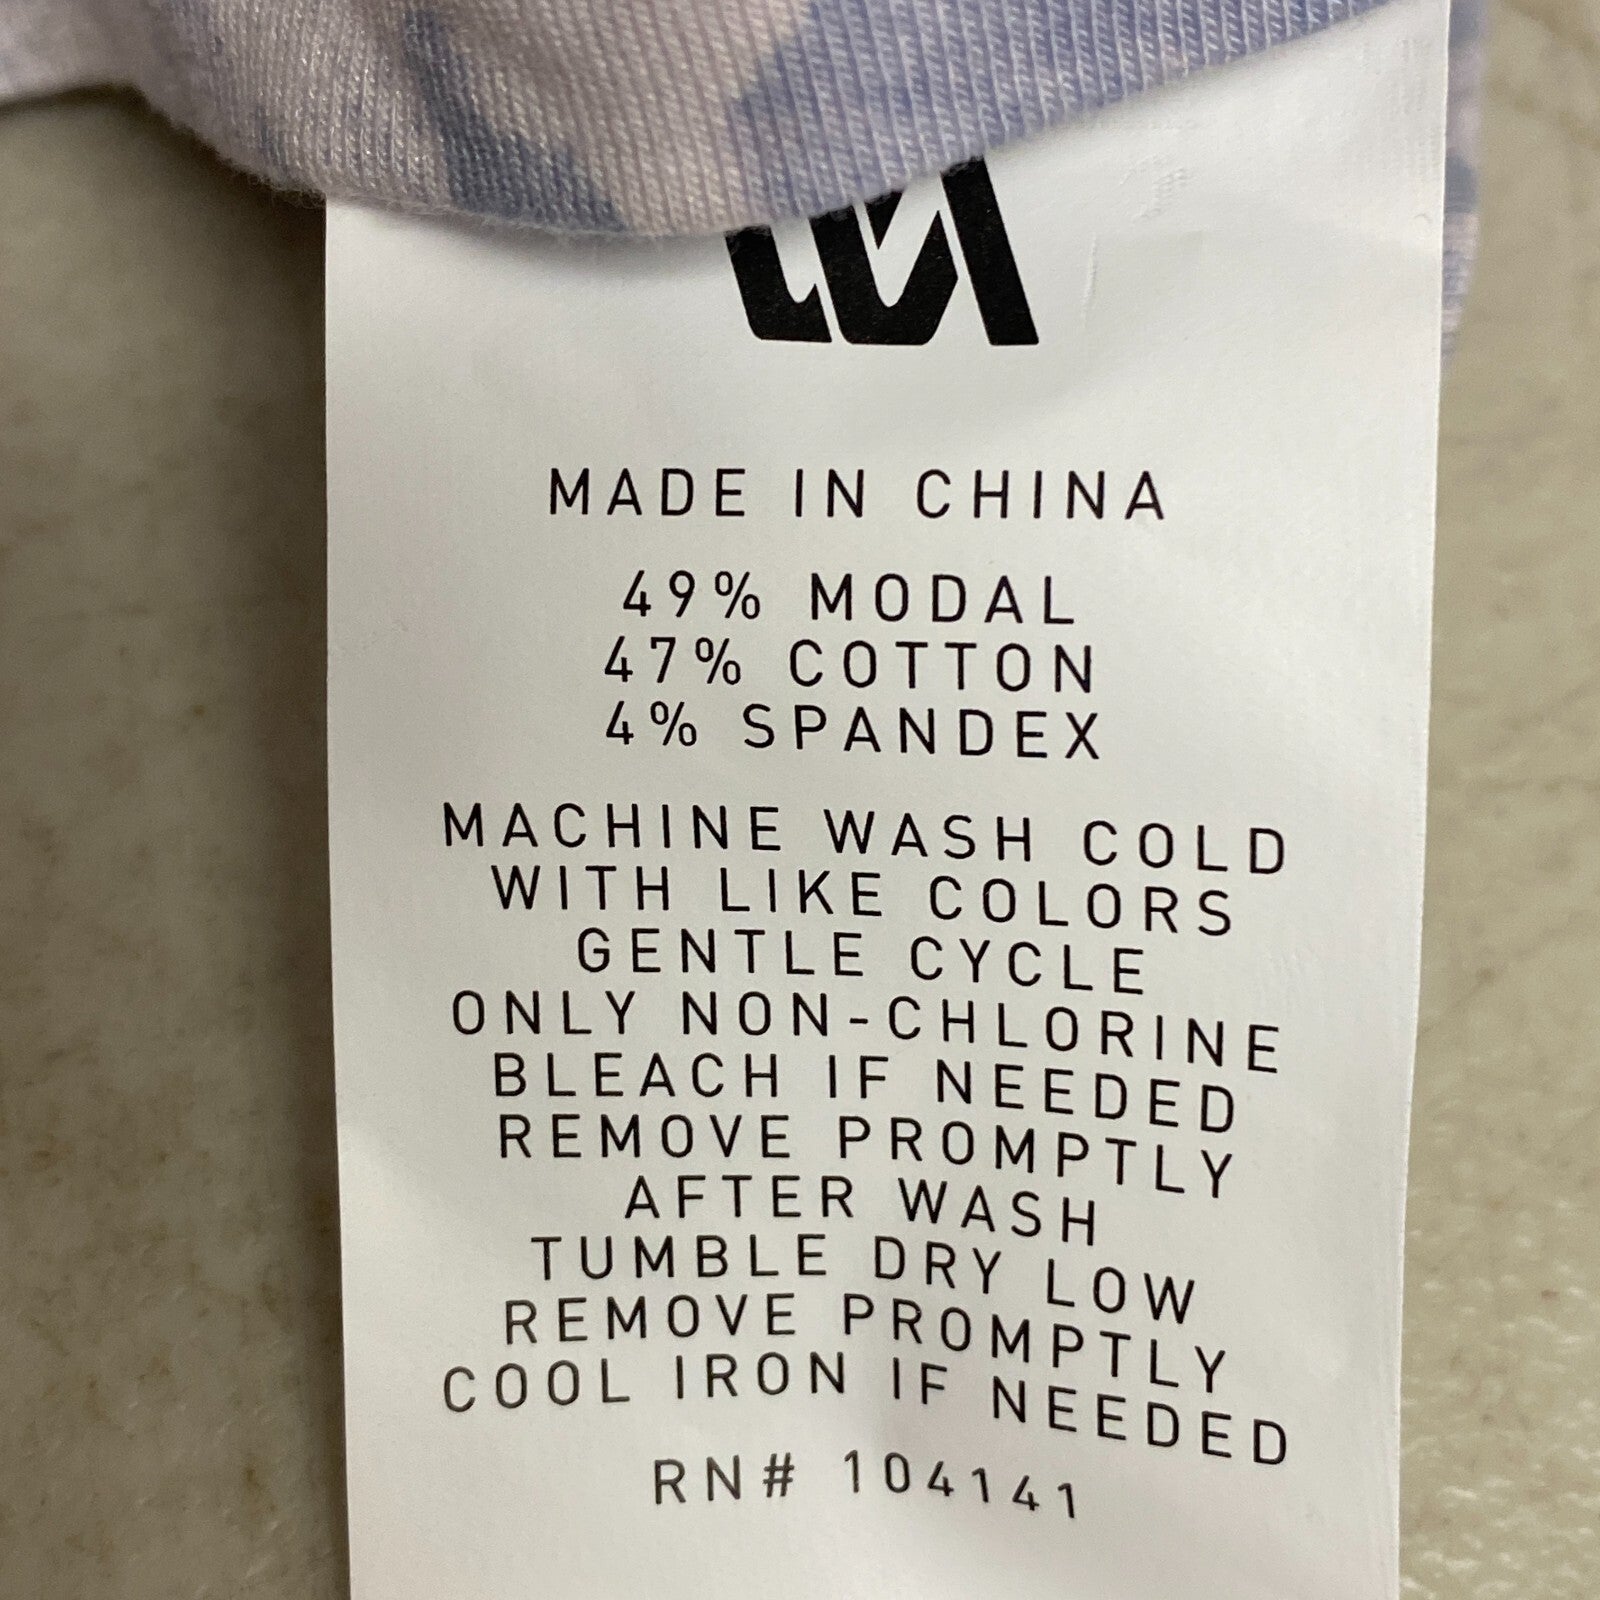 MADE IN CHINA
49% MODAL
47% COTTON
4% SPANDEX
MACHINE WASH COLD
WITH LIKE COLORS
GENTLE CYCLE
ONLY NON-CHLORINE
BLEACH IF NEEDED
REMOVE PROMPTLY
AFTER WASH
TUMBLE DRY LOW
REMOVE PROMPTLY
COOL IRON IF NEEDED
RN# 104141